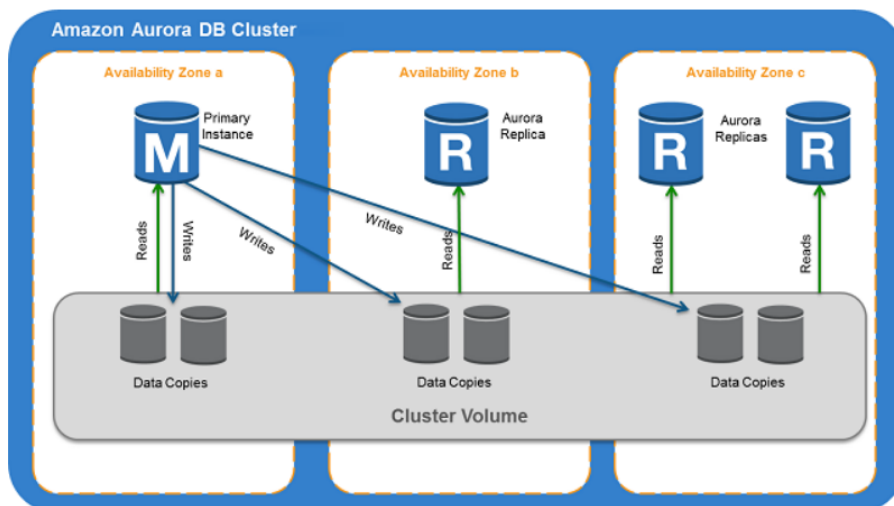 Amazon Aurora DB Cluster
Availability Zone a
Availability Zone b
Availability Zone c
Primary
Instance
M
Aurora
Replica
R
R
Aurora
Replicas
R
Reads
Writes
Writes
Reads
Writes
Reads
Reads
Data Copies
Data Copies
Data Copies
Cluster Volume